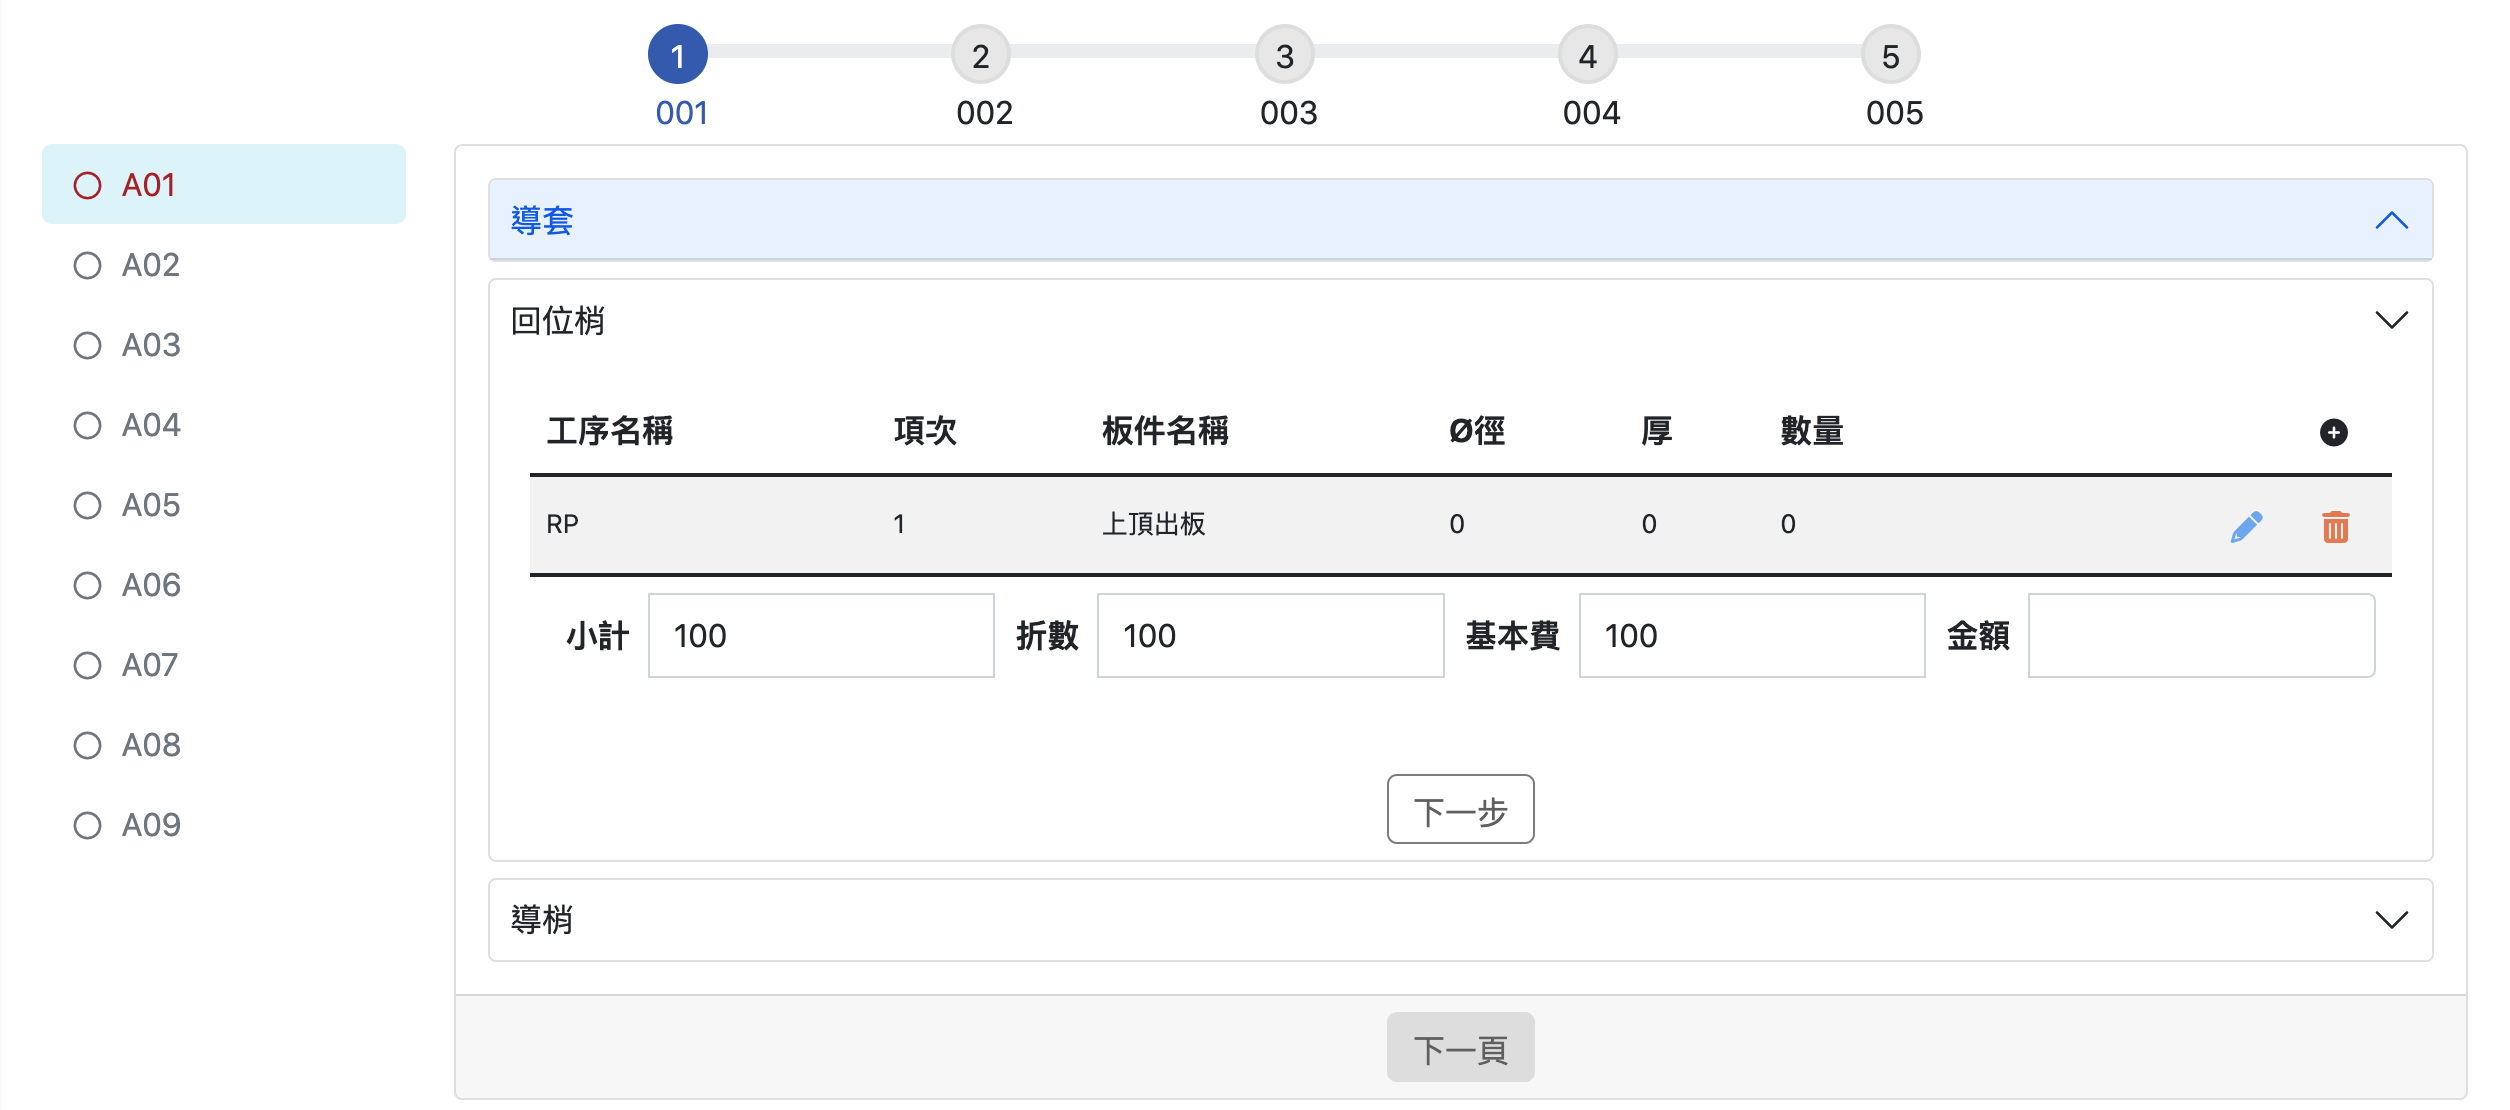 1 2 3 4 5
001 002 003 004 005
A01
A02
A03
A04
A05
A06
A07
A08
A09
導套
回位梢
工序名稱 項次 板件名稱 Ø徑 厚 數量
RP 1 上頂出板 0 0 0
小計 100 折數 100 基本費 100 金額
下一步
導梢
下一頁